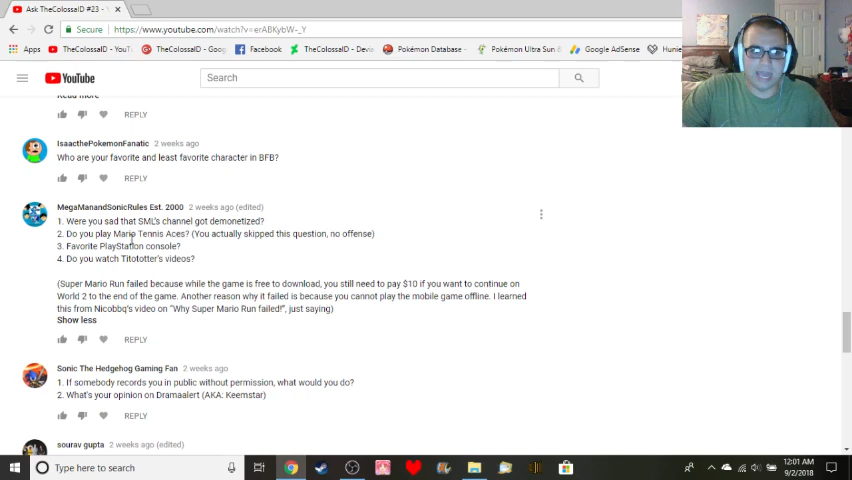 Ask TheColossalD #23 - Y
Secure
https://www.youtube.com/watch?v=erABKybW-_Y
Apps
TheColossalD - YouT
TheColossalD - Goog
Facebook
TheColossalD - Devia
Pokémon Database -
Pokémon Ultra Sun &
Google AdSense
Hunie
YouTube
Search
Read more
REPLY
IsaacthePokemonFanatic 2 weeks ago
Who are your favorite and least favorite character in BFB?
REPLY
MegaManandSonicRules Est. 2000 2 weeks ago (edited)
1. Were you sad that SML's channel got demonetized?
2. Do you play Mario Tennis Aces? (You actually skipped this question, no offense)
3. Favorite PlayStation console?
4. Do you watch Titototter's videos?
(Super Mario Run failed because while the game is free to download, you still need to pay $10 if you want to continue on
World 2 to the end of the game. Another reason why it failed is because you cannot play the mobile game offline. I learned
this from Nicobbq's video on "Why Super Mario Run failed!", just saying)
Show less
REPLY
Sonic The Hedgehog Gaming Fan 2 weeks ago
1. If somebody records you in public without permission, what would you do?
2. What's your opinion on Dramaalert (AKA: Keemstar)
REPLY
sourav gupta 2 weeks ago (edited)
Type here to search
12:01 AM
9/2/2018